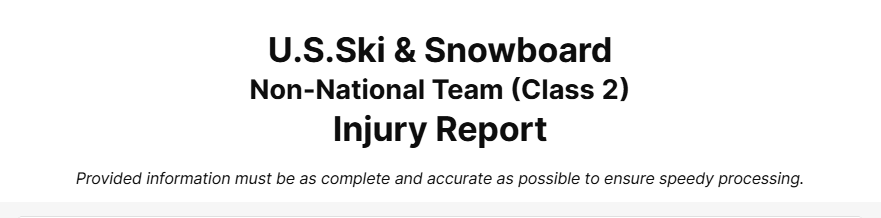 U.S.Ski & Snowboard
Non-National Team (Class 2)
Injury Report
Provided information must be as complete and accurate as possible to ensure speedy processing.